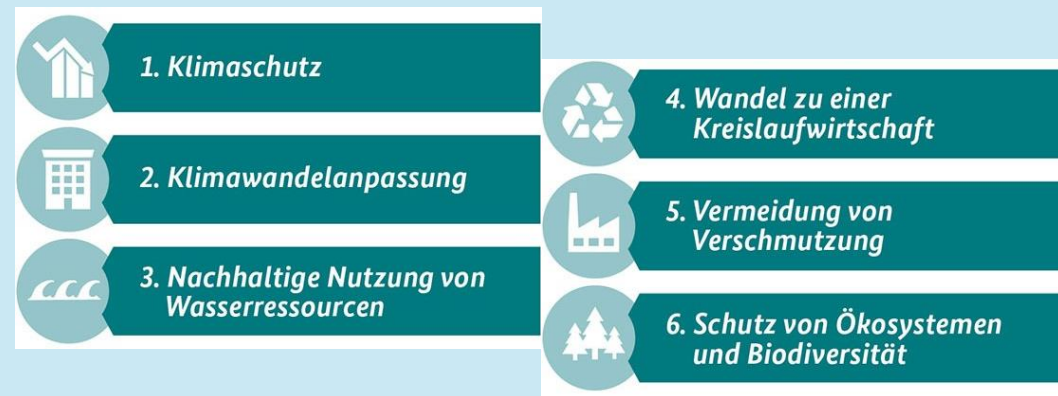 1. Klimaschutz
2. Klimawandelanpassung
3. Nachhaltige Nutzung von
Wasserressourcen
4. Wandel zu einer
Kreislaufwirtschaft
5. Vermeidung von
Verschmutzung
6. Schutz von Ökosystemen
und Biodiversität